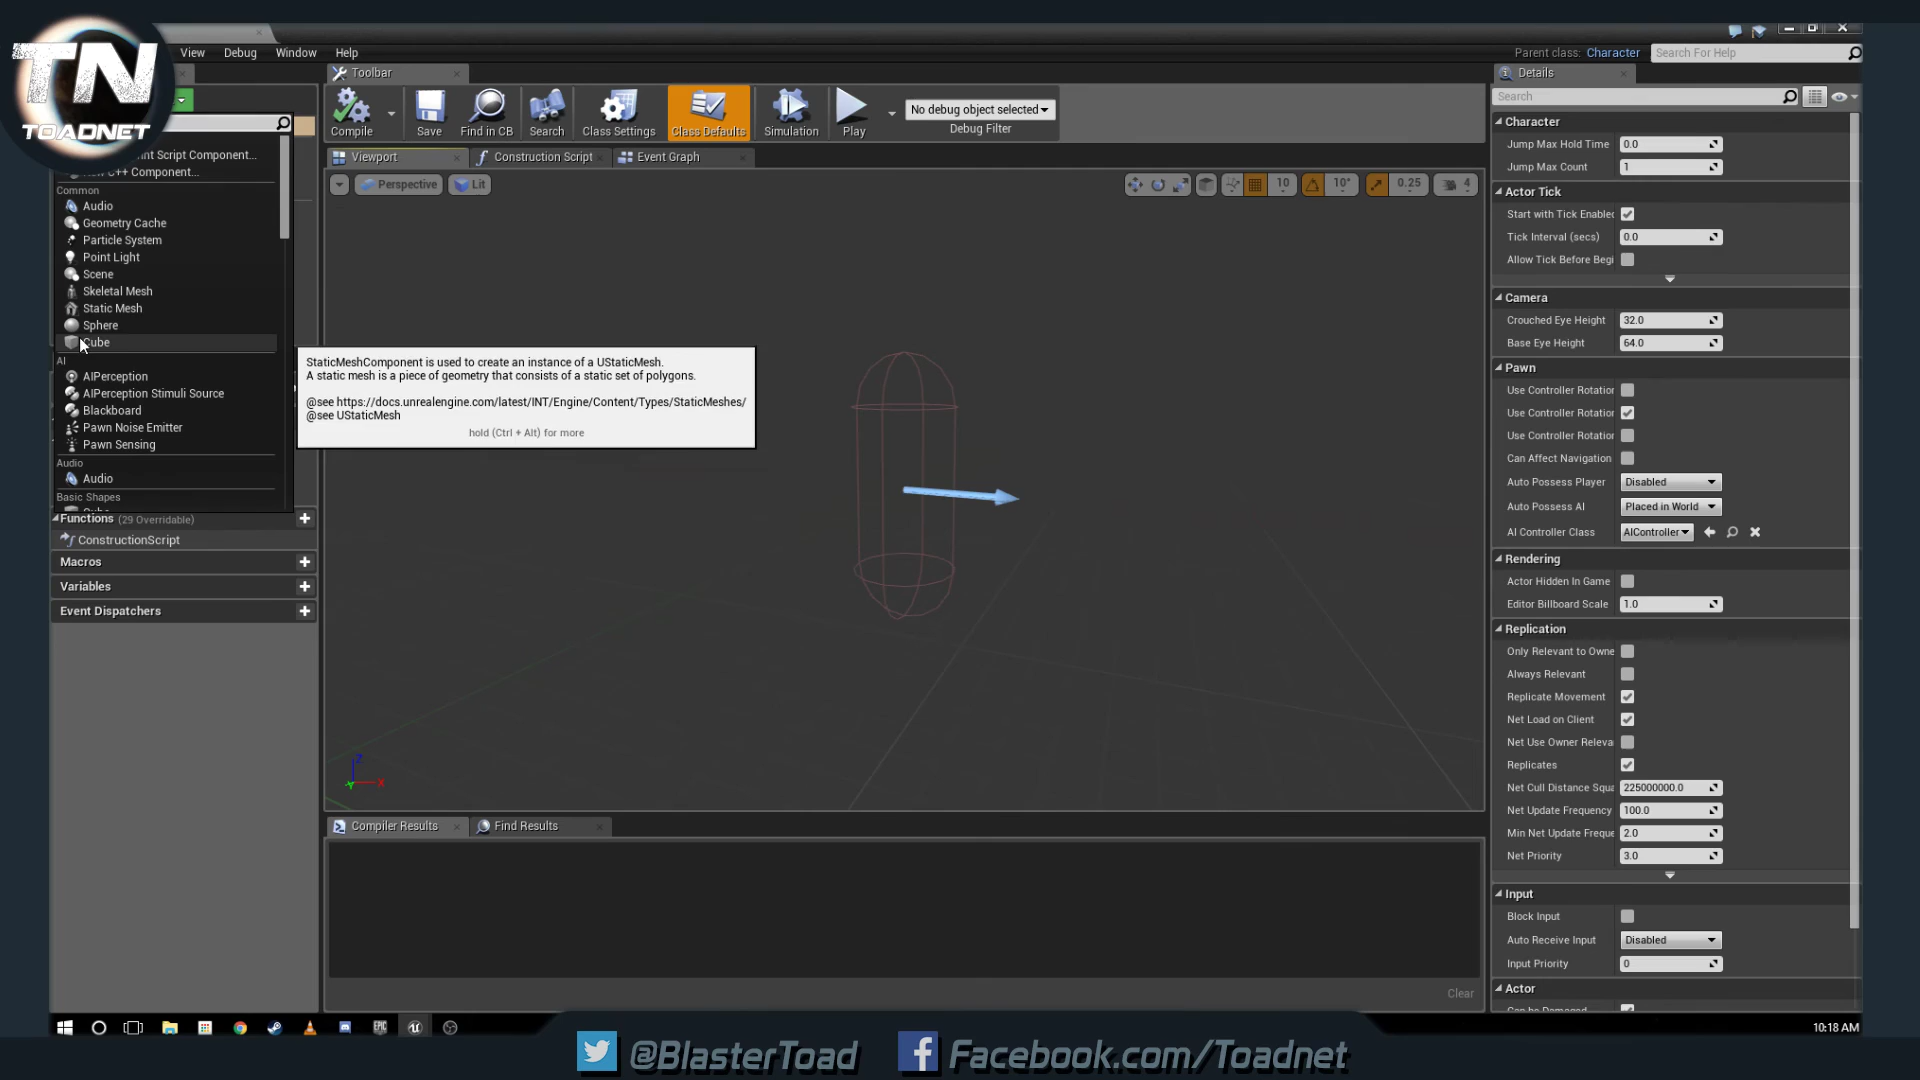 TN
TOADNET
View Debug Window Help
Parent class: Character
Search For Help
Toolbar
Details
Compile
Save
Find in CB
Search
Class Settings
Class Defaults
Simulation
Play
No debug object selected
Debug Filter
Search
int Script Component...
C++ Component...
Common
Audio
Geometry Cache
Particle System
Point Light
Scene
Skeletal Mesh
Static Mesh
Sphere
Cube
AI
AIPerception
AIPerception Stimuli Source
Blackboard
Pawn Noise Emitter
Pawn Sensing
Audio
Audio
Basic Shapes
Functions (29 Overridable)
ConstructionScript
Macros
Variables
Event Dispatchers
Viewport
Construction Script
Event Graph
Perspective
Lit
10
10°
0.25
4
StaticMeshComponent is used to create an instance of a UStaticMesh.
A static mesh is a piece of geometry that consists of a static set of polygons.
@see https://docs.unrealengine.com/latest/INT/Engine/Content/Types/StaticMeshes/
@see UStaticMesh
hold (Ctrl + Alt) for more
Z
X
Y
Compiler Results
Find Results
Clear
Character
Jump Max Hold Time 0.0
Jump Max Count 1
Actor Tick
Start with Tick Enabled
Tick Interval (secs) 0.0
Allow Tick Before Begi
Camera
Crouched Eye Height 32.0
Base Eye Height 64.0
Pawn
Use Controller Rotation
Use Controller Rotation
Use Controller Rotation
Can Affect Navigation
Auto Possess Player Disabled
Auto Possess AI Placed in World
AI Controller Class AIController
Rendering
Actor Hidden In Game
Editor Billboard Scale 1.0
Replication
Only Relevant to Owne
Always Relevant
Replicate Movement
Net Load on Client
Net Use Owner Releva
Replicates
Net Cull Distance Squa 225000000.0
Net Update Frequency 100.0
Min Net Update Freque 2.0
Net Priority 3.0
Input
Block Input
Auto Receive Input Disabled
Input Priority 0
Actor
Can be Damaged
EPIC
10:18 AM
@BlasterToad
Facebook.com/Toadnet